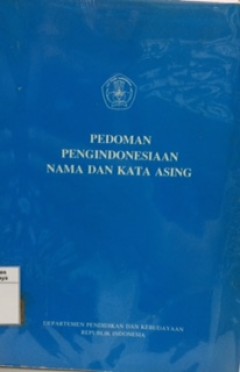 PEDOMAN
PENGINDONESIAAN
NAMA DAN KATA ASING
DEPARTEMEN PENDIDIKAN DAN KEBUDAYAAN
REPUBLIK INDONESIA